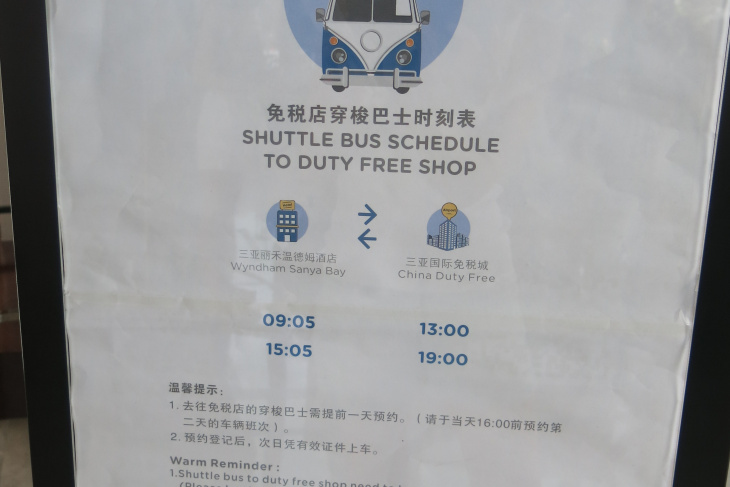 免税店穿梭巴士时刻表
SHUTTLE BUS SCHEDULE
TO DUTY FREE SHOP
三亚丽禾温德姆酒店
Wyndham Sanya Bay
三亚国际免税城
China Duty Free
09:05 13:00
15:05 19:00
温馨提示：
1. 去往免税店的穿梭巴士需提前一天预约。（请于当天16:00前预约第
二天的车辆班次）。
2. 预约登记后，次日凭有效证件上车。
Warm Reminder :
1.Shuttle bus to duty free shop need to